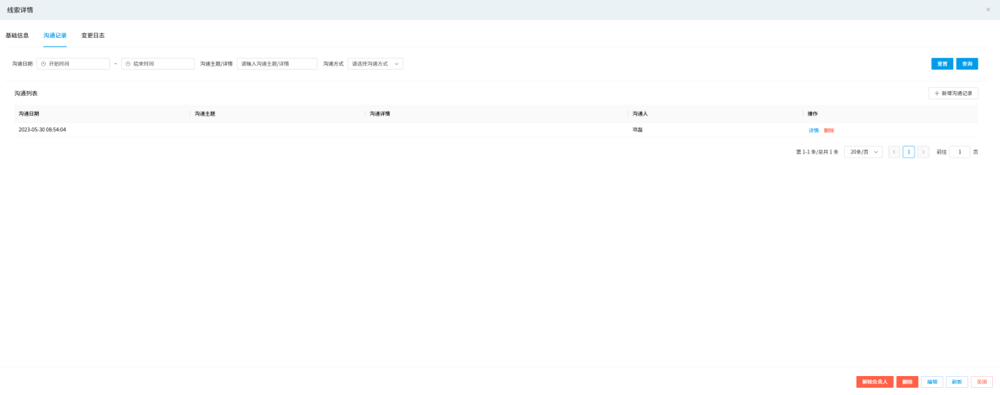 线索详情
基础信息 沟通记录 变更日志
沟通日期 开始时间 ~ 结束时间 沟通主题/详情 请输入沟通主题/详情 沟通方式 请选择沟通方式 重置 查询
沟通列表 新增沟通记录
沟通日期 沟通主题 沟通详情 沟通人 操作
2023-05-30 08:54:04 项磊 详情 删除
第 1-1 条/总共 1 条 20条/页 1 前往 1 页
解除负责人 删除 编辑 刷新 关闭